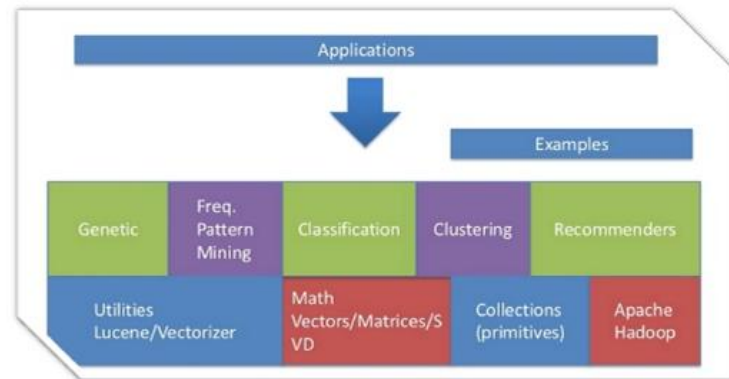 Applications
Examples
Genetic
Freq.
Pattern
Mining
Classification
Clustering
Recommenders
Utilities
Lucene/Vectorizer
Math
Vectors/Matrices/S
VD
Collections
(primitives)
Apache
Hadoop